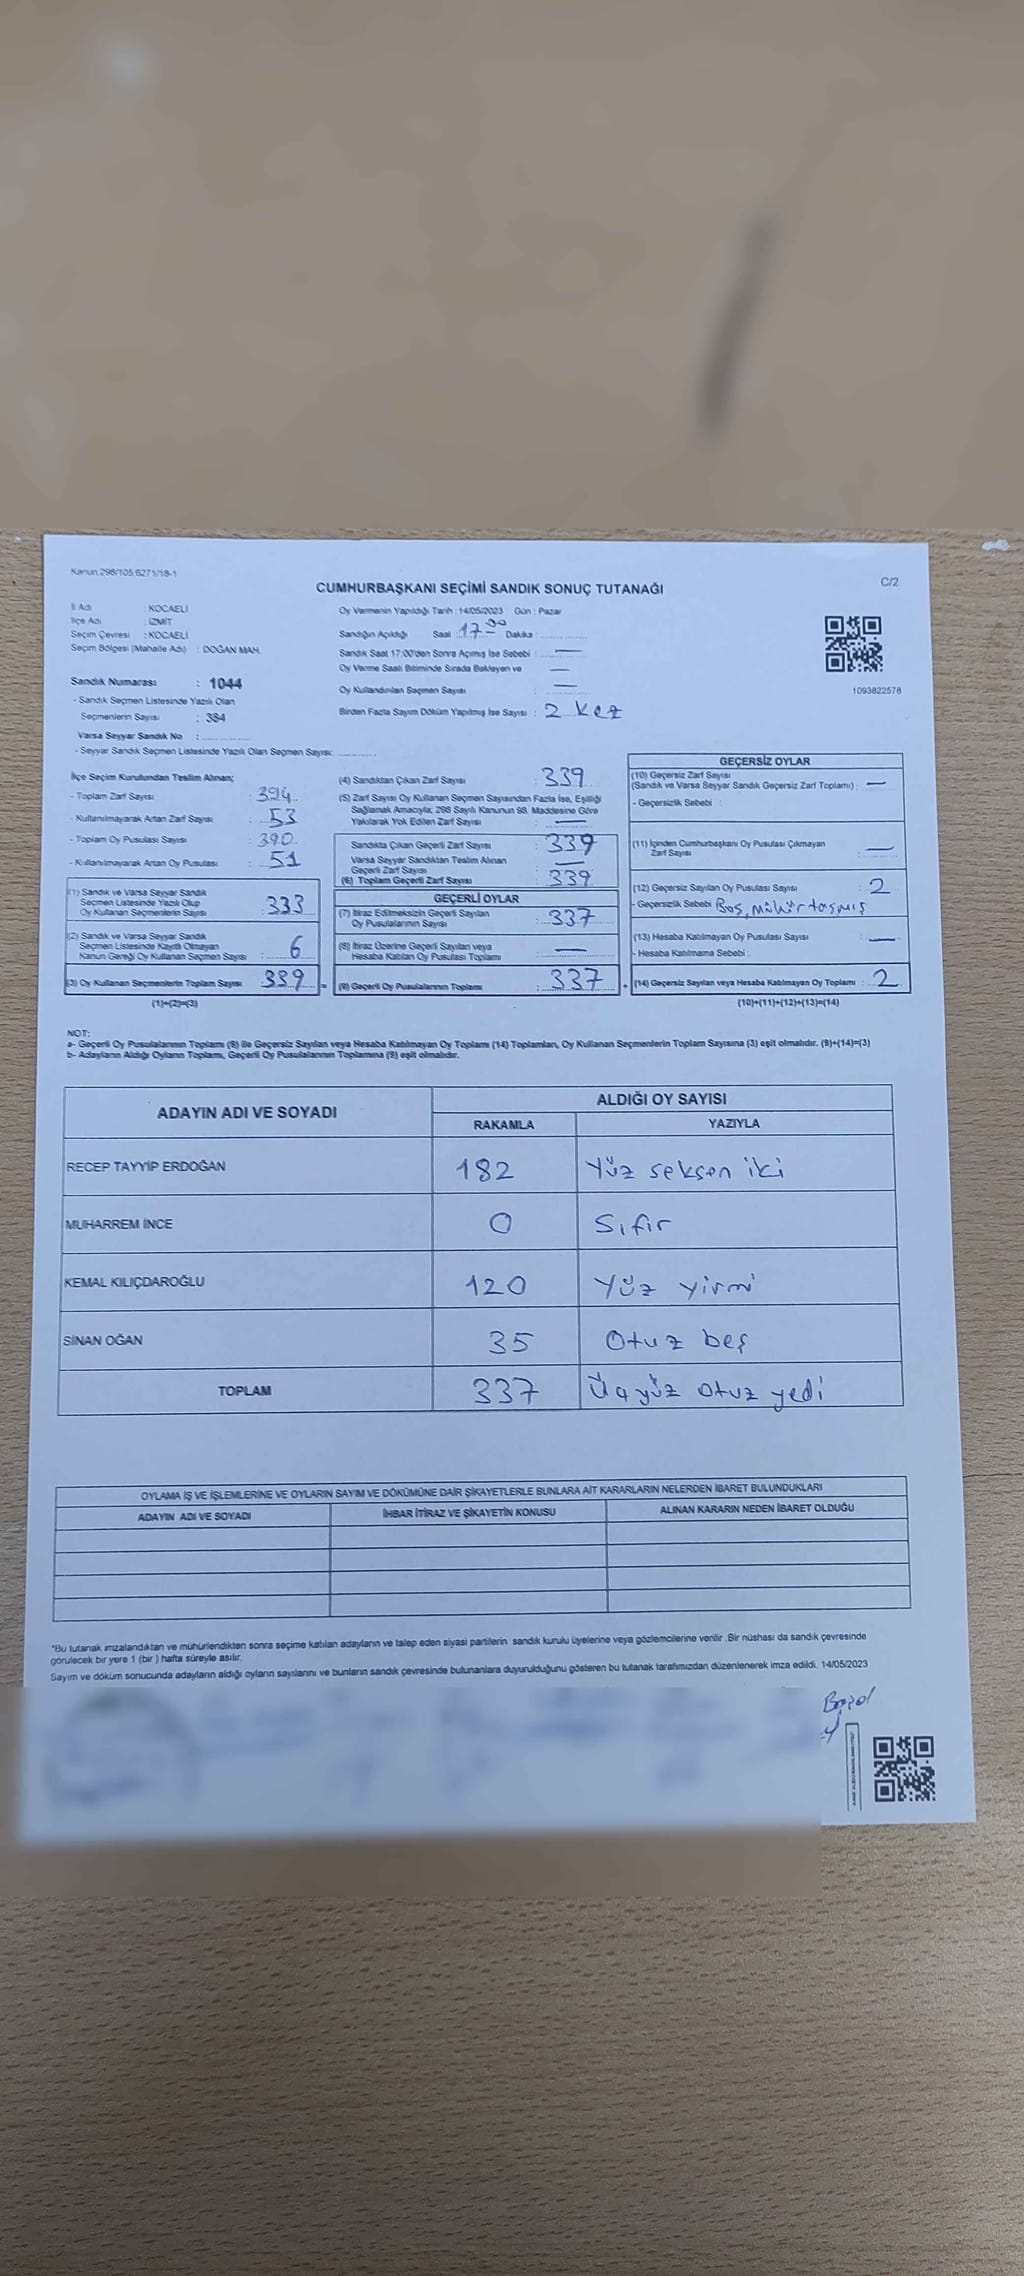 Kanun:298/105,6271/18-1
C/2
CUMHURBAŞKANI SEÇİMİ SANDIK SONUÇ TUTANAĞI
İl Adı : KOCAELİ
İlçe Adı : İZMİT
Seçim Çevresi : KOCAELİ
Seçim Bölgesi (Mahalle Adı) : DOĞAN MAH.
Sandık Numarası : 1044
- Sandık Seçmen Listesinde Yazılı Olan
Seçmenlerin Sayısı : 384
Varsa Seyyar Sandık No :
- Seyyar Sandık Seçmen Listesinde Yazılı Olan Seçmen Sayısı:
Oy Vermenin Yapıldığı Tarih :14/05/2023 Gün : Pazar
Sandığın Açıldığı Saat : 17 00 Dakika :
Sandık Saat 17:00'den Sonra Açımış İse Sebebi : —
Oy Verme Saati Bitiminde Sırada Bekleyen ve —
Oy Kullandırılan Seçmen Sayısı : —
Birden Fazla Sayım Döküm Yapılmış İse Sayısı : 2 kez
1093822578
İlçe Seçim Kurulundan Teslim Alınan;
- Toplam Zarf Sayısı : 394
- Kullanılmayarak Artan Zarf Sayısı : 53
- Toplam Oy Pusulası Sayısı : 390
- Kullanılmayarak Artan Oy Pusulası : 51
(1) Sandık ve Varsa Seyyar Sandık
Seçmen Listesinde Yazılı Olup
Oy Kullanan Seçmenlerin Sayısı : 333
(2) Sandık ve Varsa Seyyar Sandık
Seçmen Listesinde Kayıtlı Olmayan
Kanun Gereği Oy Kullanan Seçmen Sayısı : 6
(3) Oy Kullanan Seçmenlerin Toplam Sayısı 339 =
(1)+(2)=(3)
(4) Sandıktan Çıkan Zarf Sayısı : 339
(5) Zarf Sayısı Oy Kullanan Seçmen Sayısından Fazla İse, Eşitliği
Sağlamak Amacıyla; 298 Sayılı Kanunun 98. Maddesine Göre
Yakılarak Yok Edilen Zarf Sayısı : —
Sandıkta Çıkan Geçerli Zarf Sayısı : 339
Varsa Seyyar Sandıktan Teslim Alınan
Geçerli Zarf Sayısı —
(6) Toplam Geçerli Zarf Sayısı : 339
GEÇERLİ OYLAR
(7) İtiraz Edilmeksizin Geçerli Sayılan
Oy Pusulalarının Sayısı : 337
(8) İtiraz Üzerine Geçerli Sayılan veya
Hesaba Katılan Oy Pusulası Toplamı : —
(9) Geçerli Oy Pusulalarının Toplamı : 337 +
GEÇERSİZ OYLAR
(10) Geçersiz Zarf Sayısı
(Sandık ve Varsa Seyyar Sandık Geçersiz Zarf Toplamı) : —
- Geçersizlik Sebebi :
(11) İçinden Cumhurbaşkanı Oy Pusulası Çıkmayan
Zarf Sayısı : —
(12) Geçersiz Sayılan Oy Pusulası Sayısı : 2
- Geçersizlik Sebebi Boş, mühür taşmış
(13) Hesaba Katılmayan Oy Pusulası Sayısı : —
- Hesaba Katılmama Sebebi :
(14) Geçersiz Sayılan veya Hesaba Katılmayan Oy Toplamı : 2
(10)+(11)+(12)+(13)=(14)
NOT:
a- Geçerli Oy Pusulalarının Toplamı (9) ile Geçersiz Sayılan veya Hesaba Katılmayan Oy Toplamı (14) Toplamları, Oy Kullanan Seçmenlerin Toplam Sayısına (3) eşit olmalıdır. (9)+(14)=(3)
b- Adayların Aldığı Oyların Toplamı, Geçerli Oy Pusulalarının Toplamına (9) eşit olmalıdır.
ADAYIN ADI VE SOYADI ALDIĞI OY SAYISI
RAKAMLA YAZIYLA
RECEP TAYYİP ERDOĞAN 182 Yüz seksen iki
MUHARREM İNCE 0 Sıfır
KEMAL KILIÇDAROĞLU 120 Yüz yirmi
SİNAN OĞAN 35 Otuz beş
TOPLAM 337 Üçyüz otuz yedi
OYLAMA İŞ VE İŞLEMLERİNE VE OYLARIN SAYIM VE DÖKÜMÜNE DAİR ŞİKAYETLERLE BUNLARA AİT KARARLARIN NELERDEN İBARET BULUNDUKLARI
ADAYIN ADI VE SOYADI İHBAR İTİRAZ VE ŞİKAYETİN KONUSU ALINAN KARARIN NEDEN İBARET OLDUĞU
*Bu tutanak imzalandıktan ve mühürlendikten sonra seçime katılan adayların ve talep eden siyasi partilerin sandık kurulu üyelerine veya gözlemcilerine verilir .Bir nüshası da sandık çevresinde
görülecek bir yere 1 (bir ) hafta süreyle asılır.
Sayım ve döküm sonucunda adayların aldığı oyların sayılarını ve bunların sandık çevresinde bulunanlara duyurulduğunu gösteren bu tutanak tarafımızdan düzenlenerek imza edildi. 14/05/2023